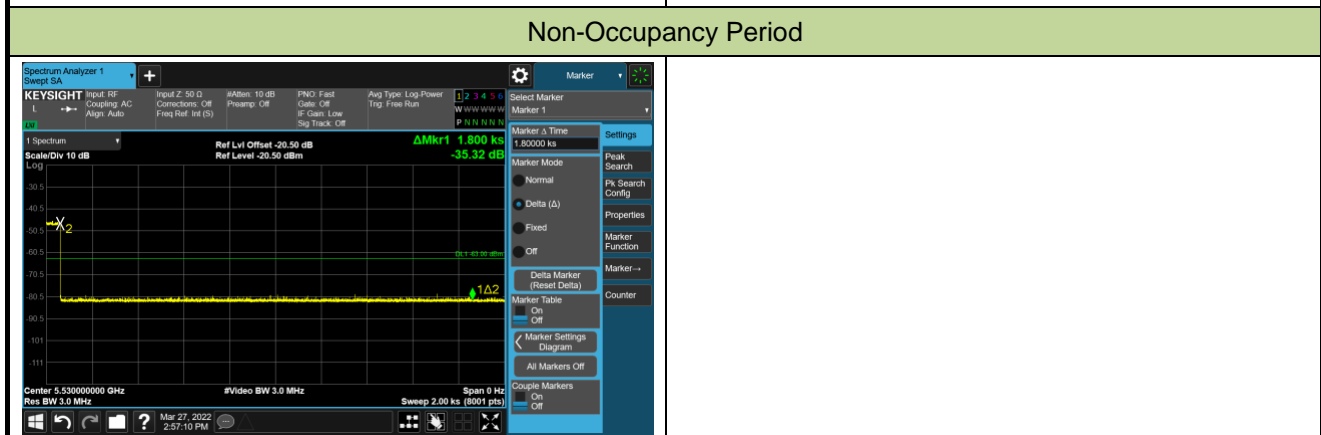 Non-Occupancy Period
Spectrum Analyzer 1
Swept SA
Marker
KEYSIGHT
L
Input: RF
Coupling: AC
Align: Auto
Input Z: 50 Ω
Corrections: Off
Freq Ref: Int (S)
#Atten: 10 dB
Preamp: Off
PNO: Fast
Gate: Off
IF Gain: Low
Sig Track: Off
Avg Type: Log-Power
Trig: Free Run
1 2 3 4 5 6
W W W W W W
P N N N N N
1 Spectrum
Scale/Div 10 dB
Log
Ref Lvl Offset -20.50 dB
Ref Level -20.50 dBm
ΔMkr1 1.800 ks
-35.32 dB
-30.5
-40.5
-50.5
-60.5
-70.5
-80.5
-90.5
-101
-111
2
DL1 -63.00 dBm
1Δ2
Center 5.530000000 GHz
Res BW 3.0 MHz
#Video BW 3.0 MHz
Span 0 Hz
Sweep 2.00 ks (8001 pts)
Select Marker
Marker 1
Marker Δ Time
1.80000 ks
Marker Mode
Normal
Delta (Δ)
Fixed
Off
Delta Marker
(Reset Delta)
Marker Table
On
Off
Marker Settings
Diagram
All Markers Off
Couple Markers
On
Off
Settings
Peak
Search
Pk Search
Config
Properties
Marker
Function
Marker→
Counter
Mar 27, 2022
2:57:10 PM